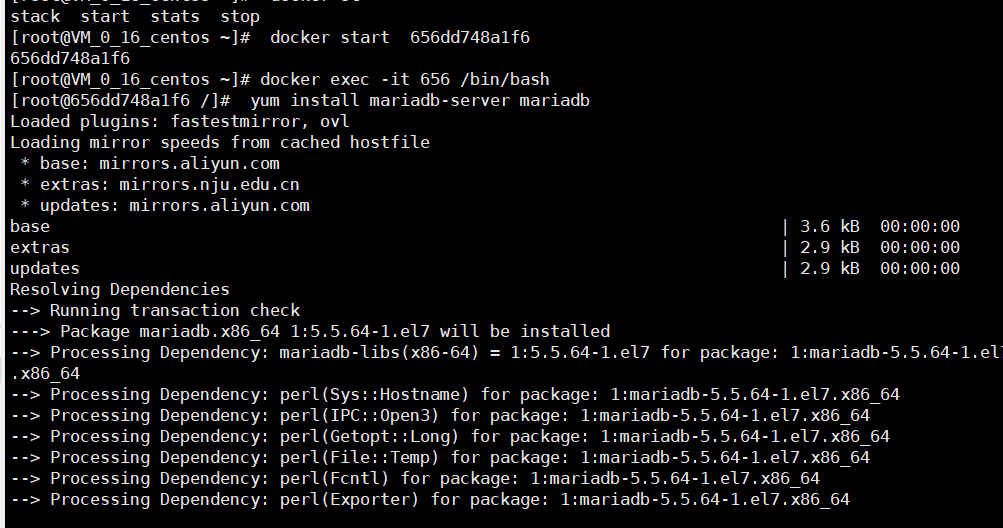 stack  start  stats  stop
[root@VM_0_16_centos ~]#  docker start  656dd748a1f6
656dd748a1f6
[root@VM_0_16_centos ~]# docker exec -it 656 /bin/bash
[root@656dd748a1f6 /]#  yum install mariadb-server mariadb
Loaded plugins: fastestmirror, ovl
Loading mirror speeds from cached hostfile
 * base: mirrors.aliyun.com
 * extras: mirrors.nju.edu.cn
 * updates: mirrors.aliyun.com
base | 3.6 kB  00:00:00
extras | 2.9 kB  00:00:00
updates | 2.9 kB  00:00:00
Resolving Dependencies
--> Running transaction check
---> Package mariadb.x86_64 1:5.5.64-1.el7 will be installed
--> Processing Dependency: mariadb-libs(x86-64) = 1:5.5.64-1.el7 for package: 1:mariadb-5.5.64-1.el7
.x86_64
--> Processing Dependency: perl(Sys::Hostname) for package: 1:mariadb-5.5.64-1.el7.x86_64
--> Processing Dependency: perl(IPC::Open3) for package: 1:mariadb-5.5.64-1.el7.x86_64
--> Processing Dependency: perl(Getopt::Long) for package: 1:mariadb-5.5.64-1.el7.x86_64
--> Processing Dependency: perl(File::Temp) for package: 1:mariadb-5.5.64-1.el7.x86_64
--> Processing Dependency: perl(Fcntl) for package: 1:mariadb-5.5.64-1.el7.x86_64
--> Processing Dependency: perl(Exporter) for package: 1:mariadb-5.5.64-1.el7.x86_64